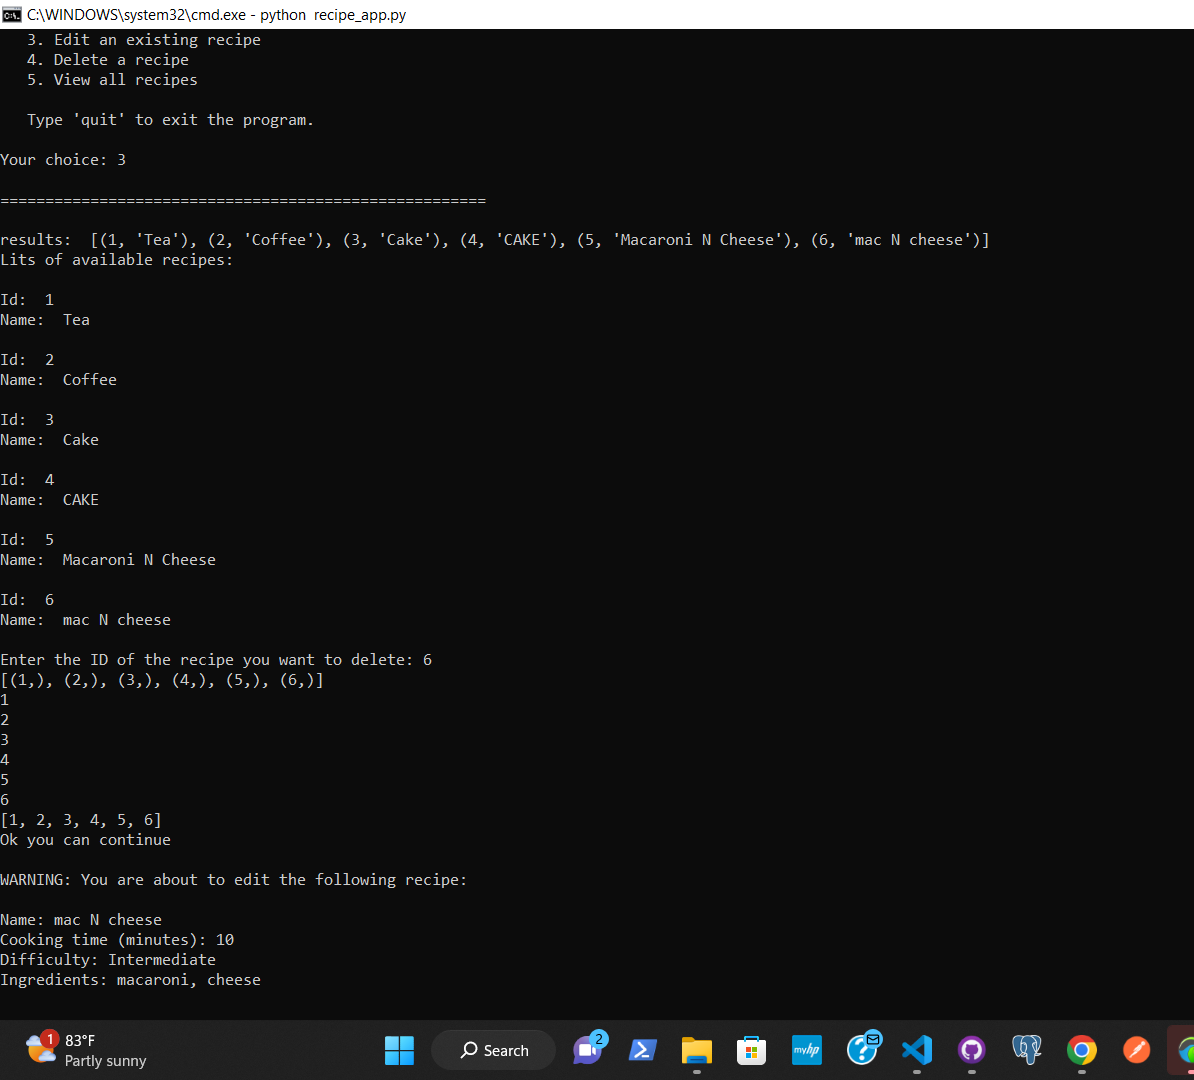 C:\WINDOWS\system32\cmd.exe - python  recipe_app.py
3. Edit an existing recipe
4. Delete a recipe
5. View all recipes
Type 'quit' to exit the program.
Your choice: 3
======================================================
results:  [(1, 'Tea'), (2, 'Coffee'), (3, 'Cake'), (4, 'CAKE'), (5, 'Macaroni N Cheese'), (6, 'mac N cheese')]
Lits of available recipes:
Id:  1
Name:  Tea
Id:  2
Name:  Coffee
Id:  3
Name:  Cake
Id:  4
Name:  CAKE
Id:  5
Name:  Macaroni N Cheese
Id:  6
Name:  mac N cheese
Enter the ID of the recipe you want to delete: 6
[(1,), (2,), (3,), (4,), (5,), (6,)]
1
2
3
4
5
6
[1, 2, 3, 4, 5, 6]
Ok you can continue
WARNING: You are about to edit the following recipe:
Name: mac N cheese
Cooking time (minutes): 10
Difficulty: Intermediate
Ingredients: macaroni, cheese
1
83°F
Partly sunny
Search
2
myhp